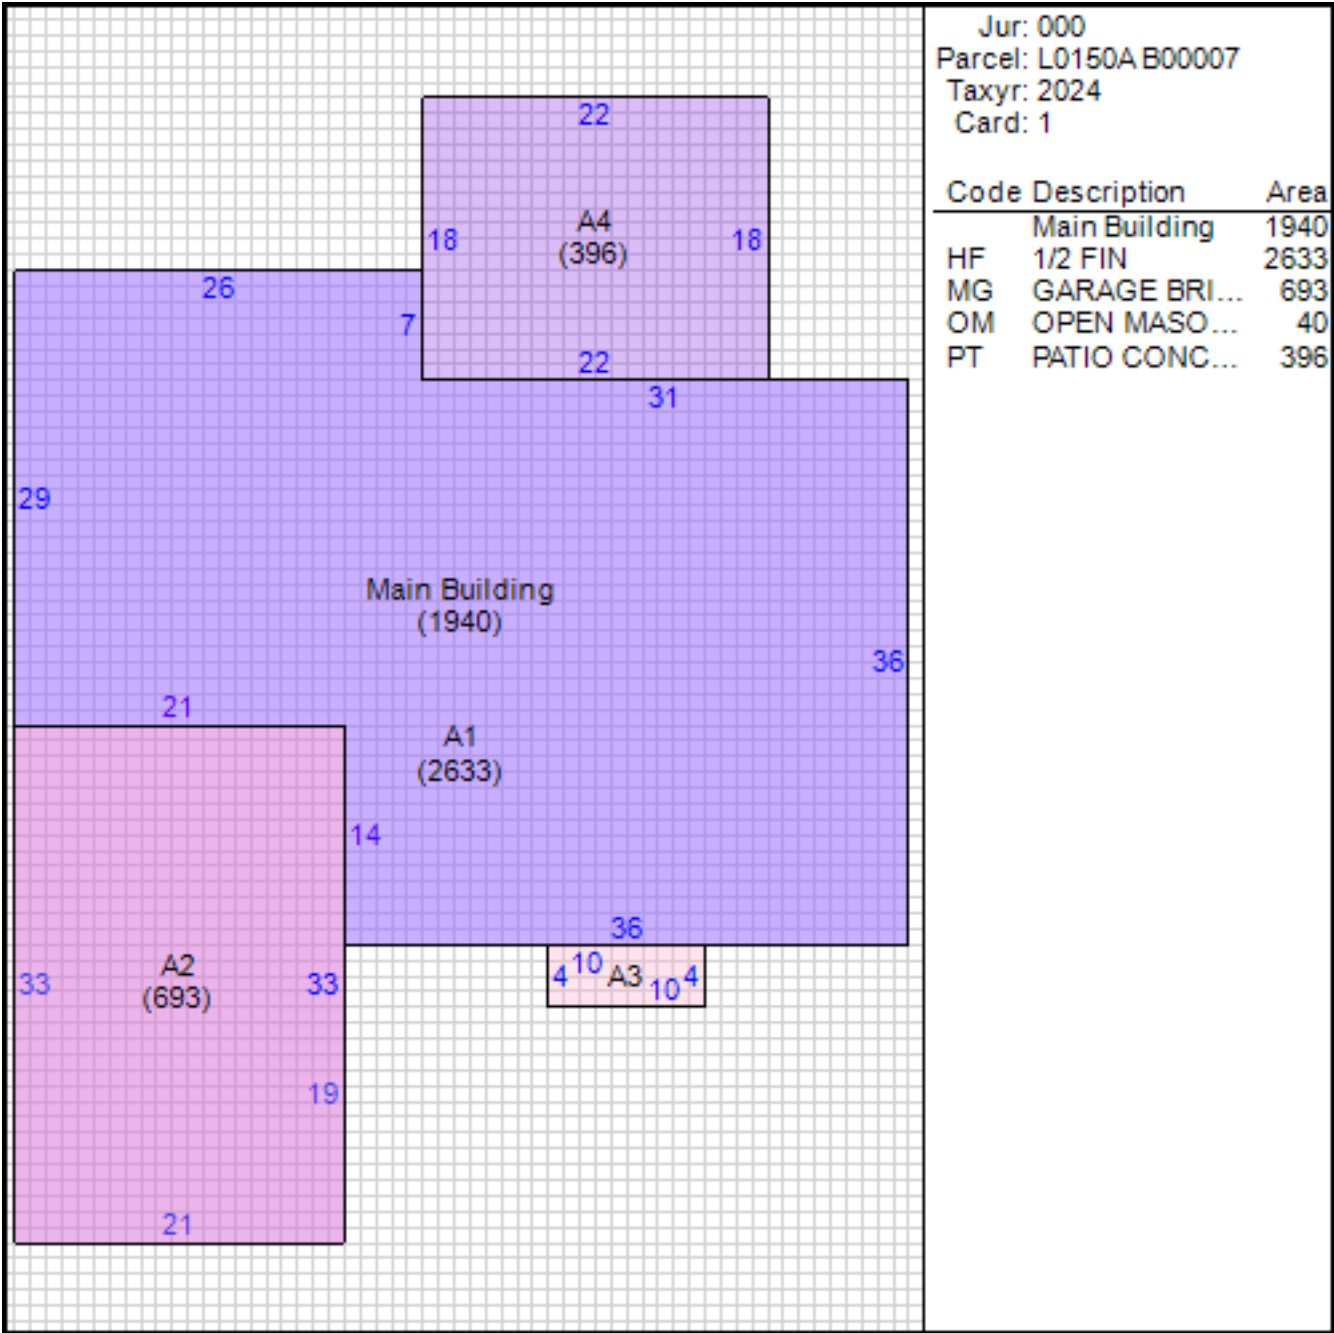 Jur: 000
Parcel: L0150A B00007
Taxyr: 2024
Card: 1
Code Description Area
Main Building 1940
HF 1/2 FIN 2633
MG GARAGE BRI... 693
OM OPEN MASO... 40
PT PATIO CONC... 396
22
A4
(396)
18
18
26
7
22
31
29
Main Building
(1940)
36
21
A1
(2633)
14
36
A2
(693)
33
33
4
10
A3
10
4
19
21